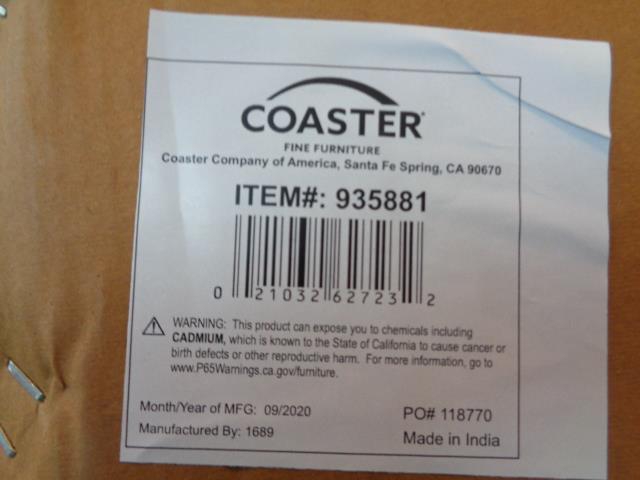 COASTER
FINE FURNITURE
Coaster Company of America, Santa Fe Spring, CA 90670
ITEM#: 935881
0 21032 62723 2
WARNING: This product can expose you to chemicals including
CADMIUM, which is known to the State of California to cause cancer or
birth defects or other reproductive harm. For more information, go to
www.P65Warnings.ca.gov/furniture.
Month/Year of MFG: 09/2020
PO# 118770
Manufactured By: 1689
Made in India